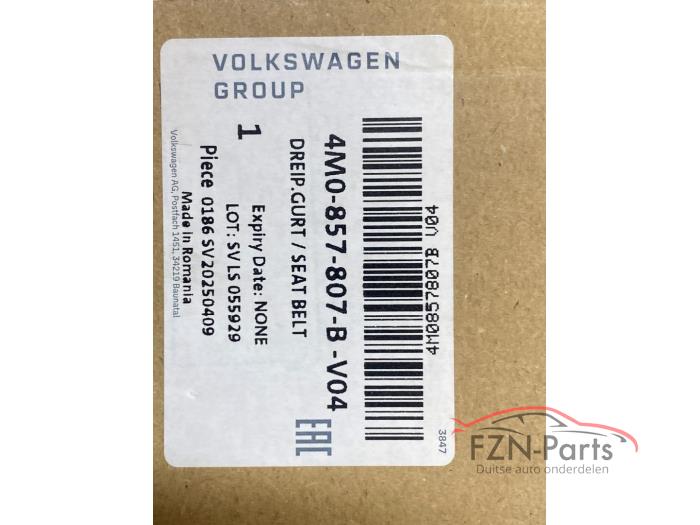 VOLKSWAGEN
GROUP
4M0-857-807-B -V04
DREIP.GURT / SEAT BELT
1
Expiry Date: NONE
LOT: SV LS 055929
Piece 0186 SV20250409
Made in Romania
Volkswagen AG, Postfach 1451, 34219 Baunatal
4M0857807B V04
EAC
3847
FZN-Parts
Duitse auto onderdelen